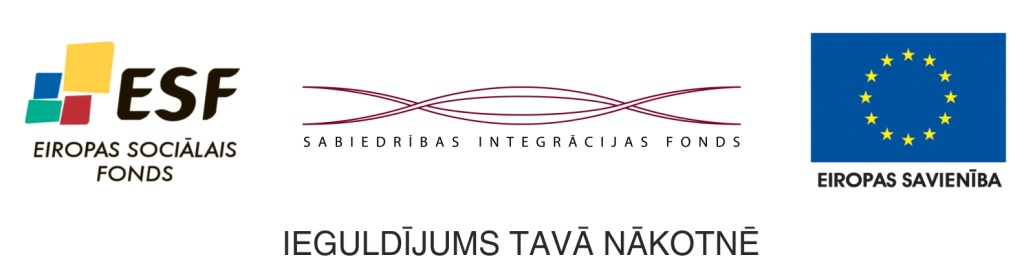 ESF
EIROPAS SOCIĀLAIS
FONDS
SABIEDRĪBAS INTEGRĀCIJAS FONDS
EIROPAS SAVIENĪBA
IEGULDĪJUMS TAVĀ NĀKOTNĒ